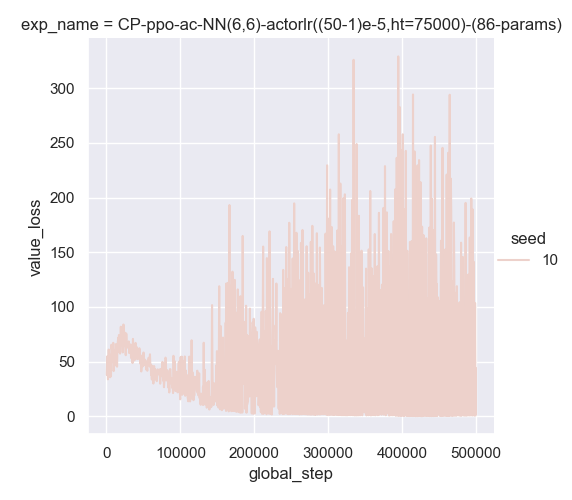 exp_name = CP-ppo-ac-NN(6,6)-actorlr((50-1)e-5,ht=75000)-(86-params)
300
250
200
150
100
50
0
value_loss
0 100000 200000 300000 400000 500000
global_step
seed
10